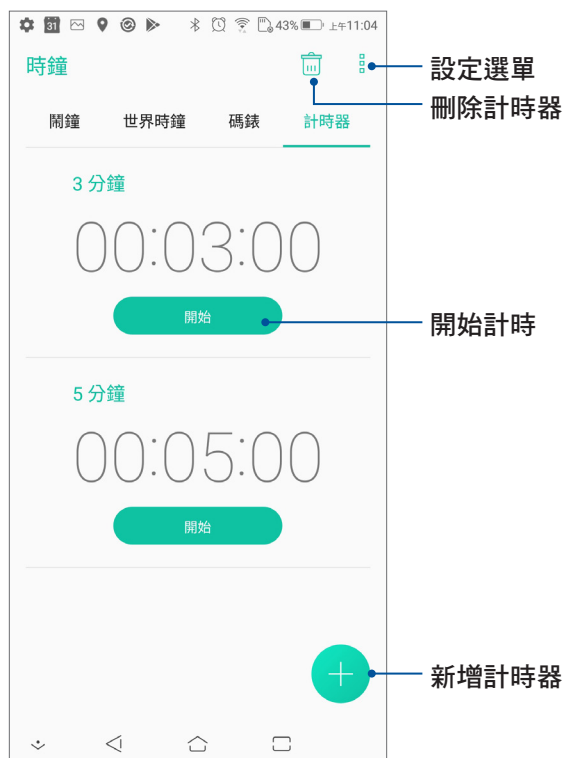 31 43% 上午11:04
時鐘
設定選單
刪除計時器
鬧鐘 世界時鐘 碼錶 計時器
3 分鐘
00:03:00
開始
開始計時
5 分鐘
00:05:00
開始
新增計時器